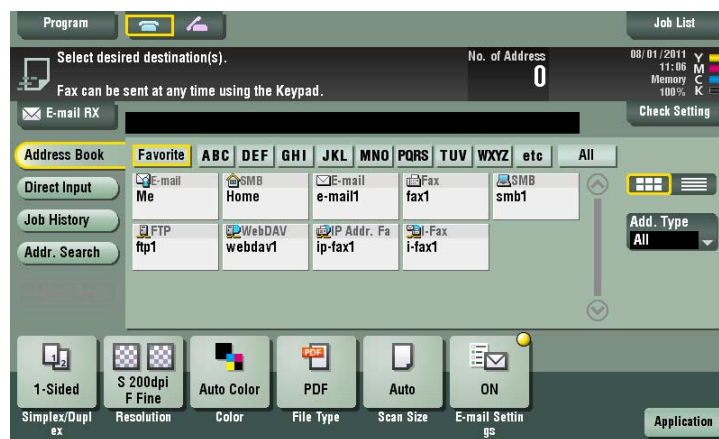 Program
Job List
Select desired destination(s).
No. of Address
0
Fax can be sent at any time using the Keypad.
08/01/2011
11:06
Memory
100%
Y
M
C
K
E-mail RX
Check Setting
Address Book
Favorite ABC DEF GHI JKL MNO PQRS TUV WXYZ etc All
Direct Input
Job History
Addr. Search
E-mail
Me
SMB
Home
E-mail
e-mail1
Fax
fax1
SMB
smb1
FTP
ftp1
WebDAV
webdav1
IP Addr. Fa
ip-fax1
I-Fax
i-fax1
Add. Type
All
1-Sided
Simplex/Dupl
ex
S 200dpi
F Fine
Resolution
Auto Color
Color
PDF
PDF
File Type
Auto
Scan Size
ON
E-mail Settin
gs
Application